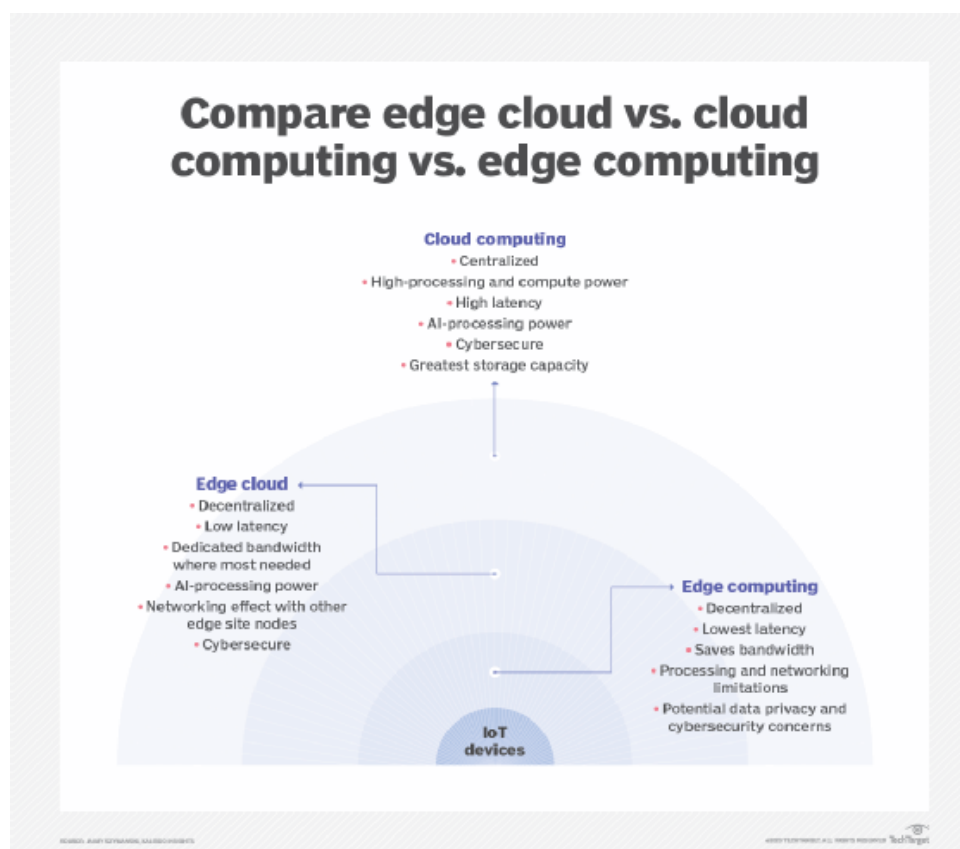 Compare edge cloud vs. cloud
computing vs. edge computing
Cloud computing
• Centralized
• High-processing and compute power
• High latency
• AI-processing power
• Cybersecure
• Greatest storage capacity
Edge cloud
• Decentralized
• Low latency
• Dedicated bandwidth
where most needed
• AI-processing power
• Networking effect with other
edge site nodes
• Cybersecure
Edge computing
• Decentralized
• Lowest latency
• Saves bandwidth
• Processing and networking
limitations
• Potential data privacy and
cybersecurity concerns
IoT
devices
TechTarget